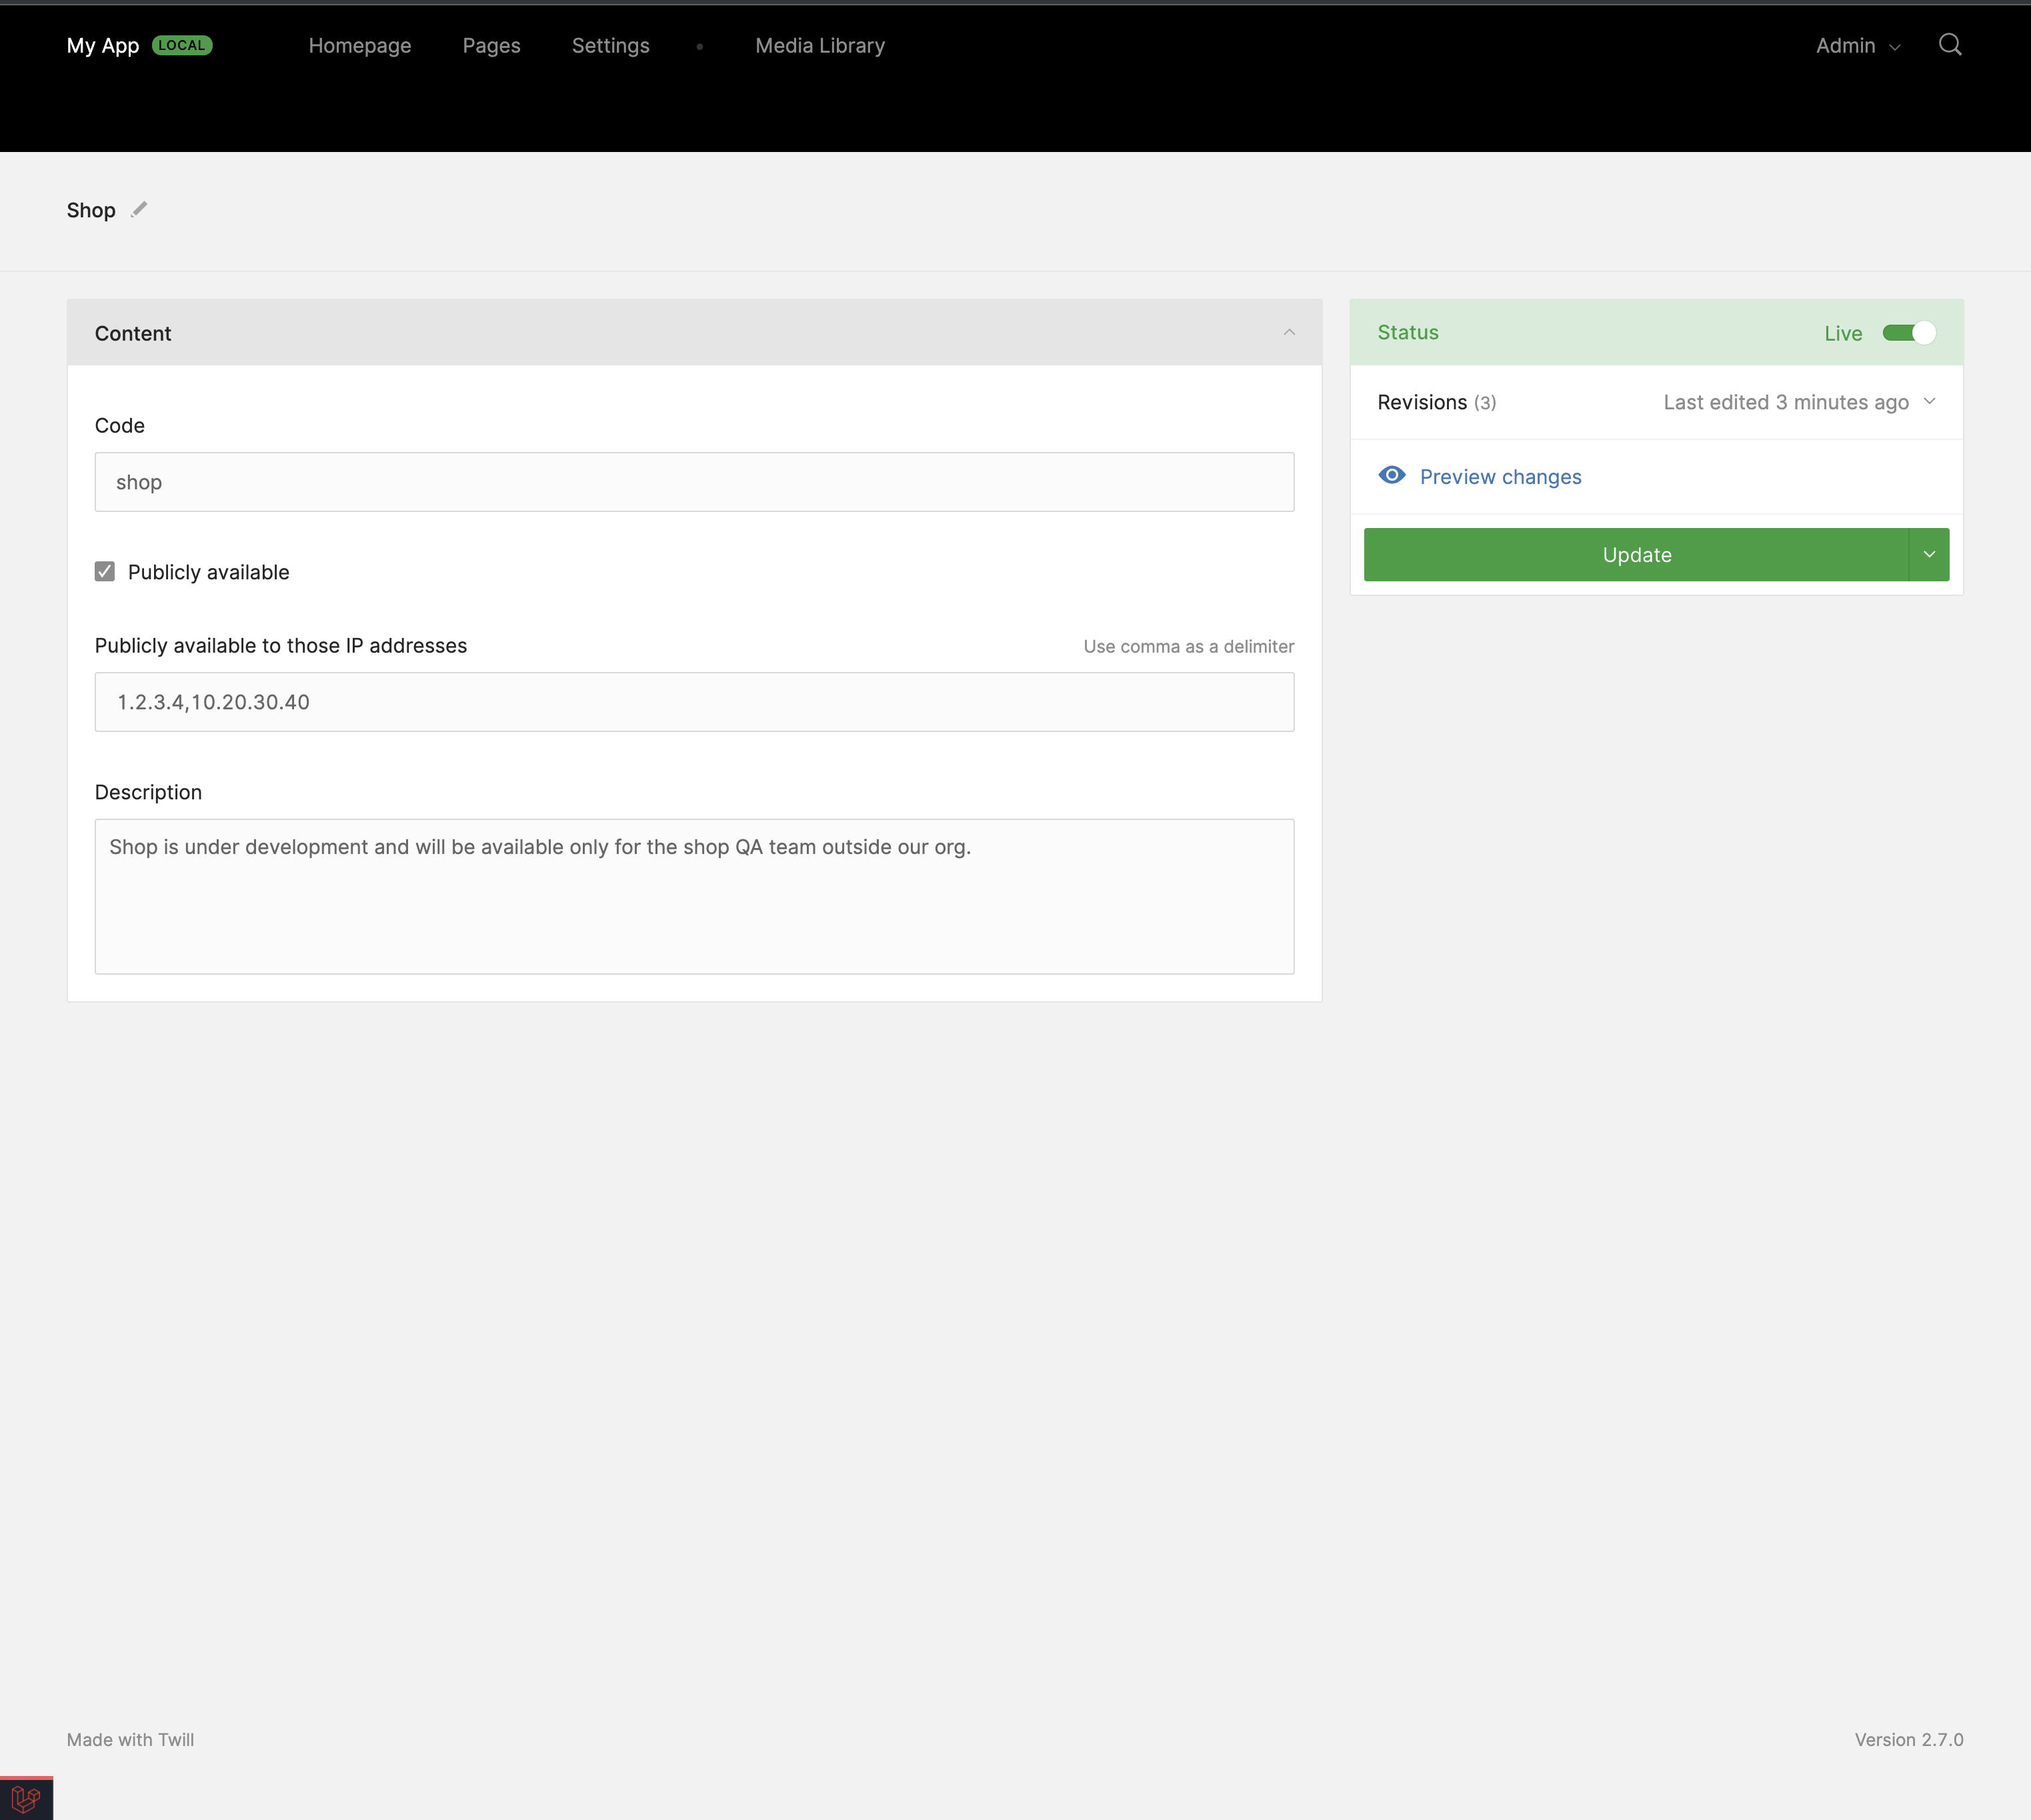 My App LOCAL Homepage Pages Settings • Media Library Admin
Shop
Content
Code
shop
Publicly available
Publicly available to those IP addresses Use comma as a delimiter
1.2.3.4,10.20.30.40
Description
Shop is under development and will be available only for the shop QA team outside our org.
Status Live
Revisions (3) Last edited 3 minutes ago
Preview changes
Update
Made with Twill Version 2.7.0